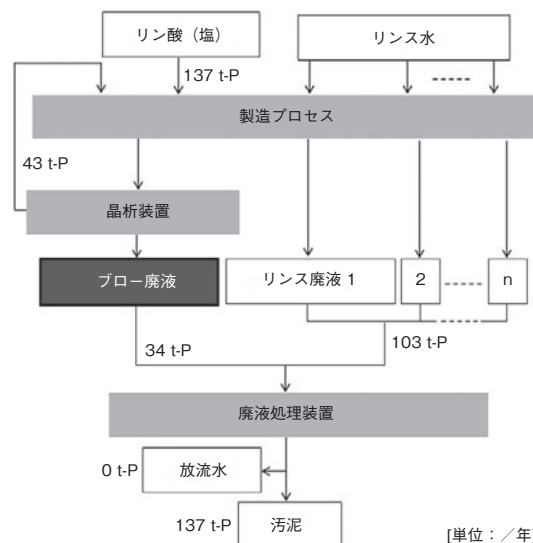 リン酸（塩）
リンス水
137 t-P
製造プロセス
43 t-P
晶析装置
ブロー廃液
リンス廃液 1
2
n
34 t-P
103 t-P
廃液処理装置
0 t-P
放流水
137 t-P
汚泥
[単位：／年]